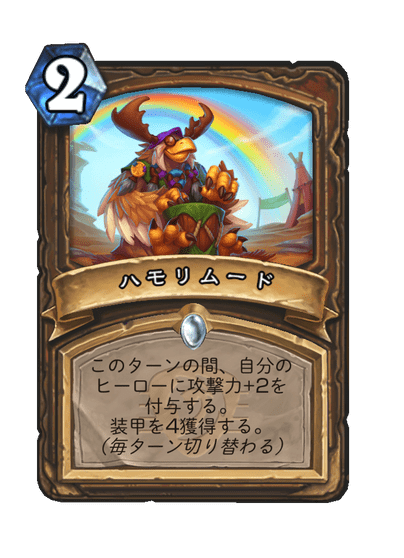 2
ハモリムード
このターンの間、自分の
ヒーローに攻撃力+2を
付与する。
装甲を4獲得する。
(毎ターン切り替わる)